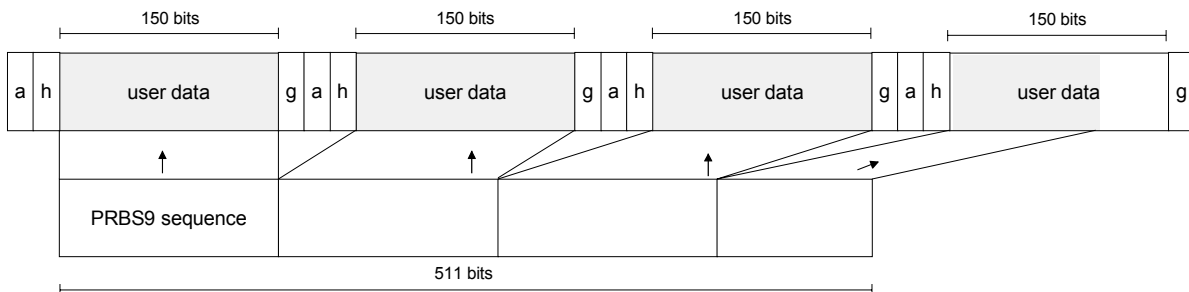 150 bits 150 bits 150 bits 150 bits
a h user data g a h user data g a h user data g a h user data g
PRBS9 sequence
511 bits